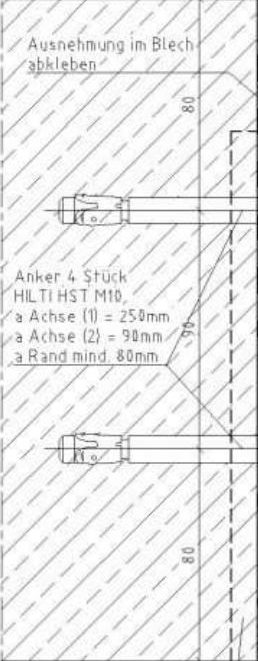 Ausnehmung im Blech
abkleben
80
Anker 4 Stück
HILTI HST M10,
a Achse (1) = 250mm
a Achse (2) = 90mm
a Rand mind. 80mm
90
80